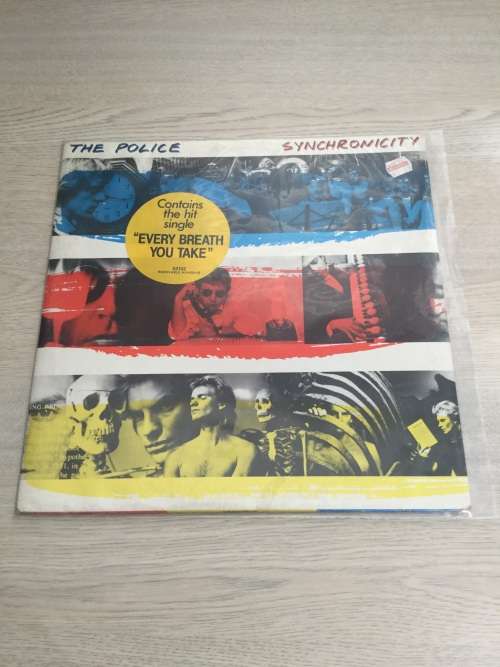 THE POLICE
SYNCHRONICITY
Contains
the hit
single
"EVERY BREATH
YOU TAKE"